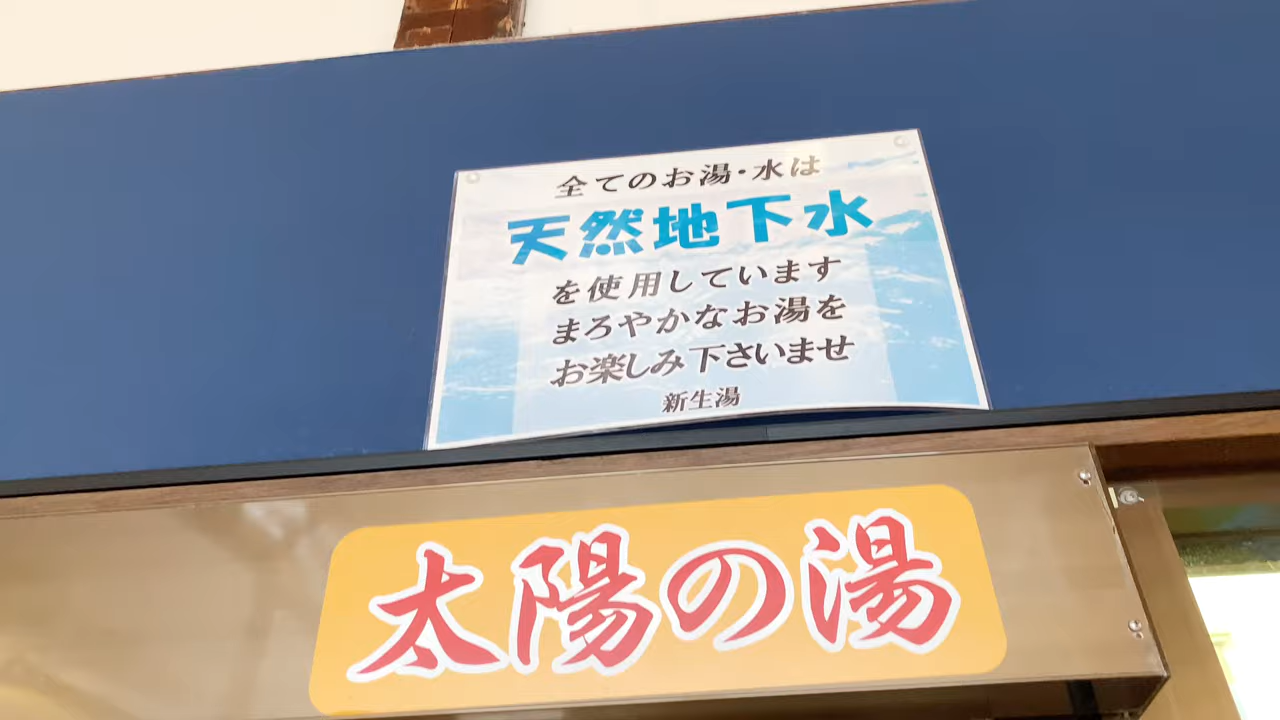 全てのお湯・水は
天然地下水
を使用しています
まろやかなお湯を
お楽しみ下さいませ
新生湯
太陽の湯